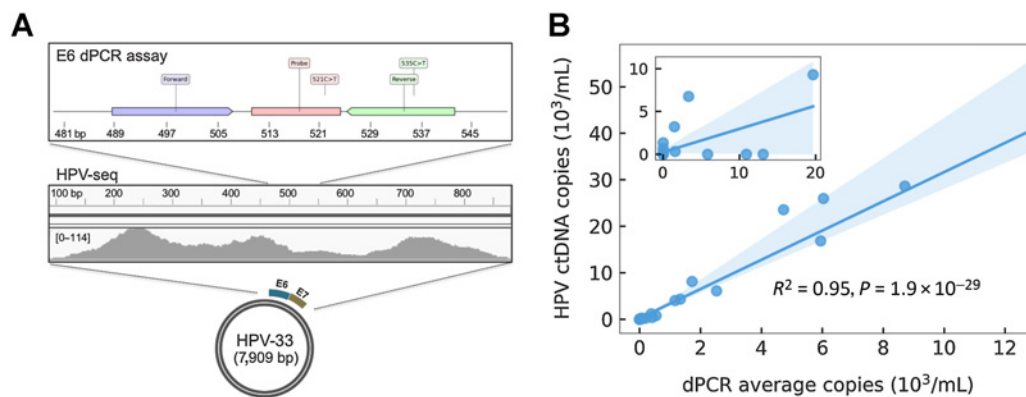 A
E6 dPCR assay
Probe
535C>T
Forward
521C>T
Reverse
481 bp 489 497 505 513 521 529 537 545
HPV-seq
100 bp 200 300 400 500 600 700 800
[0–114]
E6 E7
HPV-33
(7,909 bp)
B
HPV ctDNA copies (10³/mL)
50
40
30
20
10
0
10
5
0
0 10 20
R² = 0.95, P = 1.9 × 10⁻²⁹
0 2 4 6 8 10 12
dPCR average copies (10³/mL)